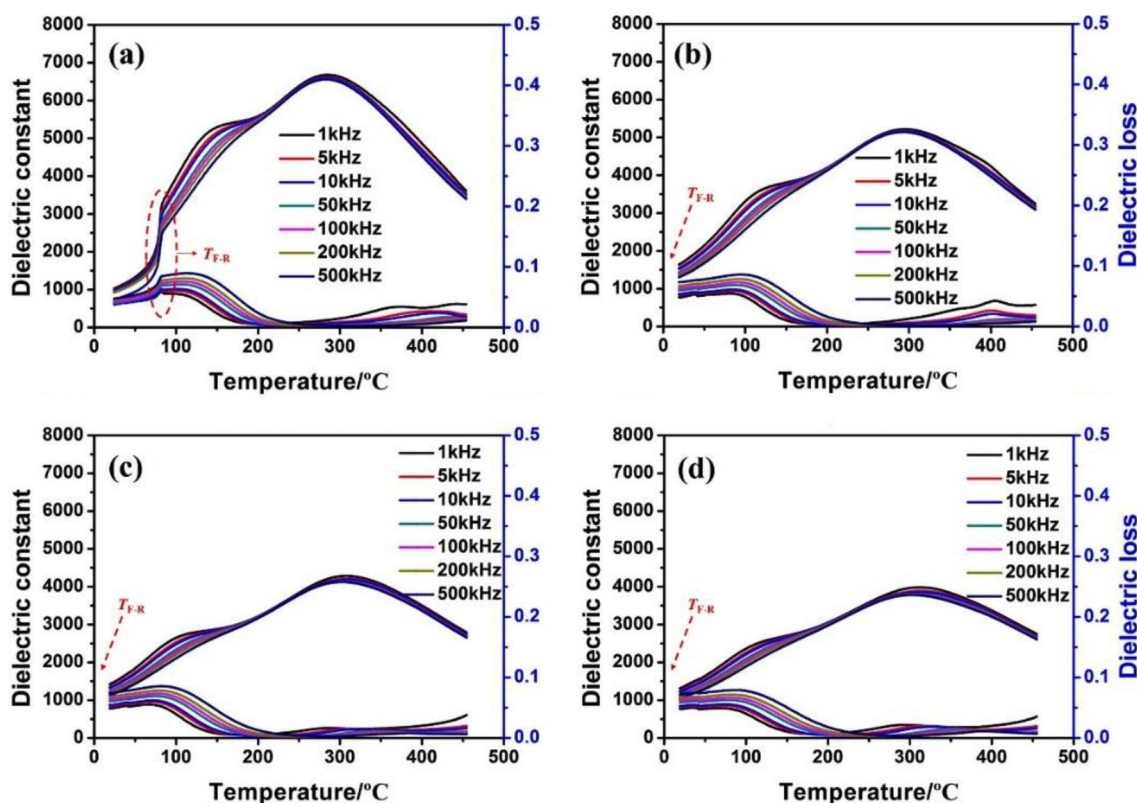 (a)
8000
7000
6000
5000
4000
3000
2000
1000
0
Dielectric constant
0.5
0.4
0.3
0.2
0.1
0.0
1kHz
5kHz
10kHz
50kHz
100kHz
200kHz
500kHz
TF-R
0 100 200 300 400 500
Temperature/°C
(b)
8000
7000
6000
5000
4000
3000
2000
1000
0
Dielectric constant
0.5
0.4
0.3
0.2
0.1
0.0
Dielectric loss
1kHz
5kHz
10kHz
50kHz
100kHz
200kHz
500kHz
TF-R
0 100 200 300 400 500
Temperature/°C
(c)
8000
7000
6000
5000
4000
3000
2000
1000
0
Dielectric constant
0.5
0.4
0.3
0.2
0.1
0.0
1kHz
5kHz
10kHz
50kHz
100kHz
200kHz
500kHz
TF-R
0 100 200 300 400 500
Temperature/°C
(d)
8000
7000
6000
5000
4000
3000
2000
1000
0
Dielectric constant
0.5
0.4
0.3
0.2
0.1
0.0
Dielectric loss
1kHz
5kHz
10kHz
50kHz
100kHz
200kHz
500kHz
TF-R
0 100 200 300 400 500
Temperature/°C